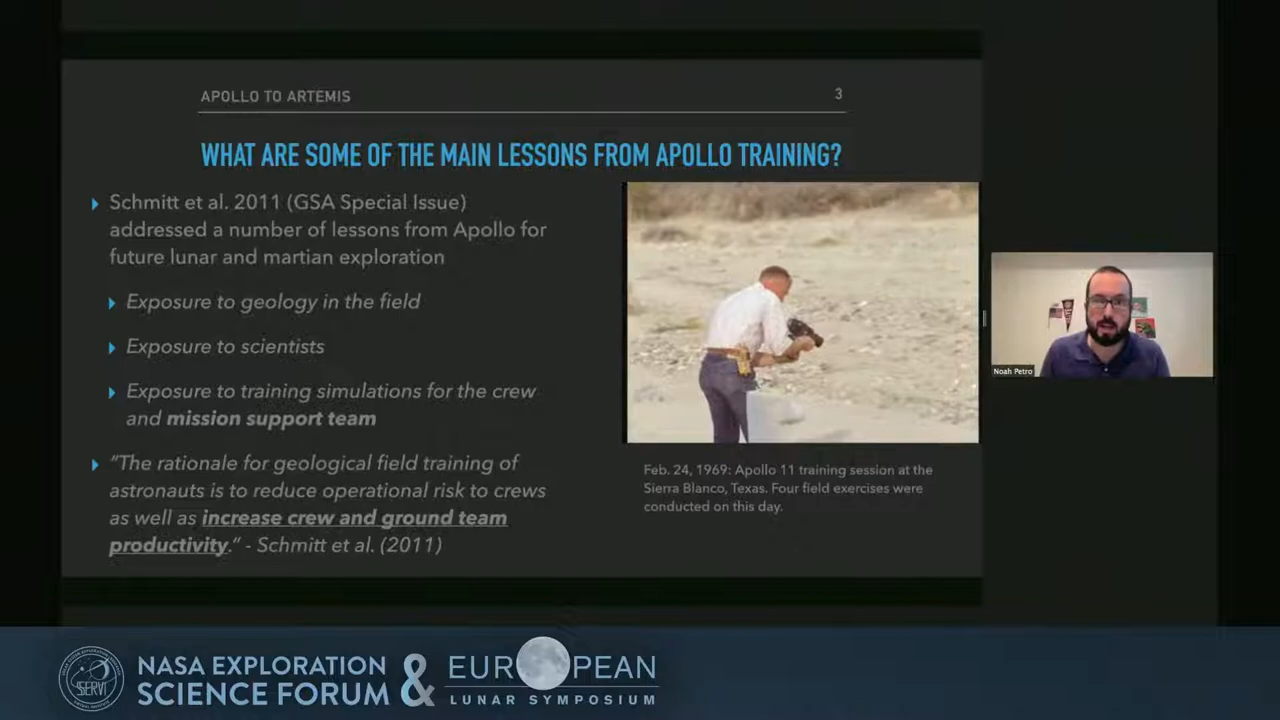 APOLLO TO ARTEMIS
3
WHAT ARE SOME OF THE MAIN LESSONS FROM APOLLO TRAINING?
Schmitt et al. 2011 (GSA Special Issue)
addressed a number of lessons from Apollo for
future lunar and martian exploration
Exposure to geology in the field
Exposure to scientists
Exposure to training simulations for the crew
and mission support team
“The rationale for geological field training of
astronauts is to reduce operational risk to crews
as well as increase crew and ground team
productivity.” - Schmitt et al. (2011)
Feb. 24, 1969: Apollo 11 training session at the
Sierra Blanco, Texas. Four field exercises were
conducted on this day.
Noah Petro
NASA EXPLORATION
SCIENCE FORUM
&
EUROPEAN
LUNAR SYMPOSIUM